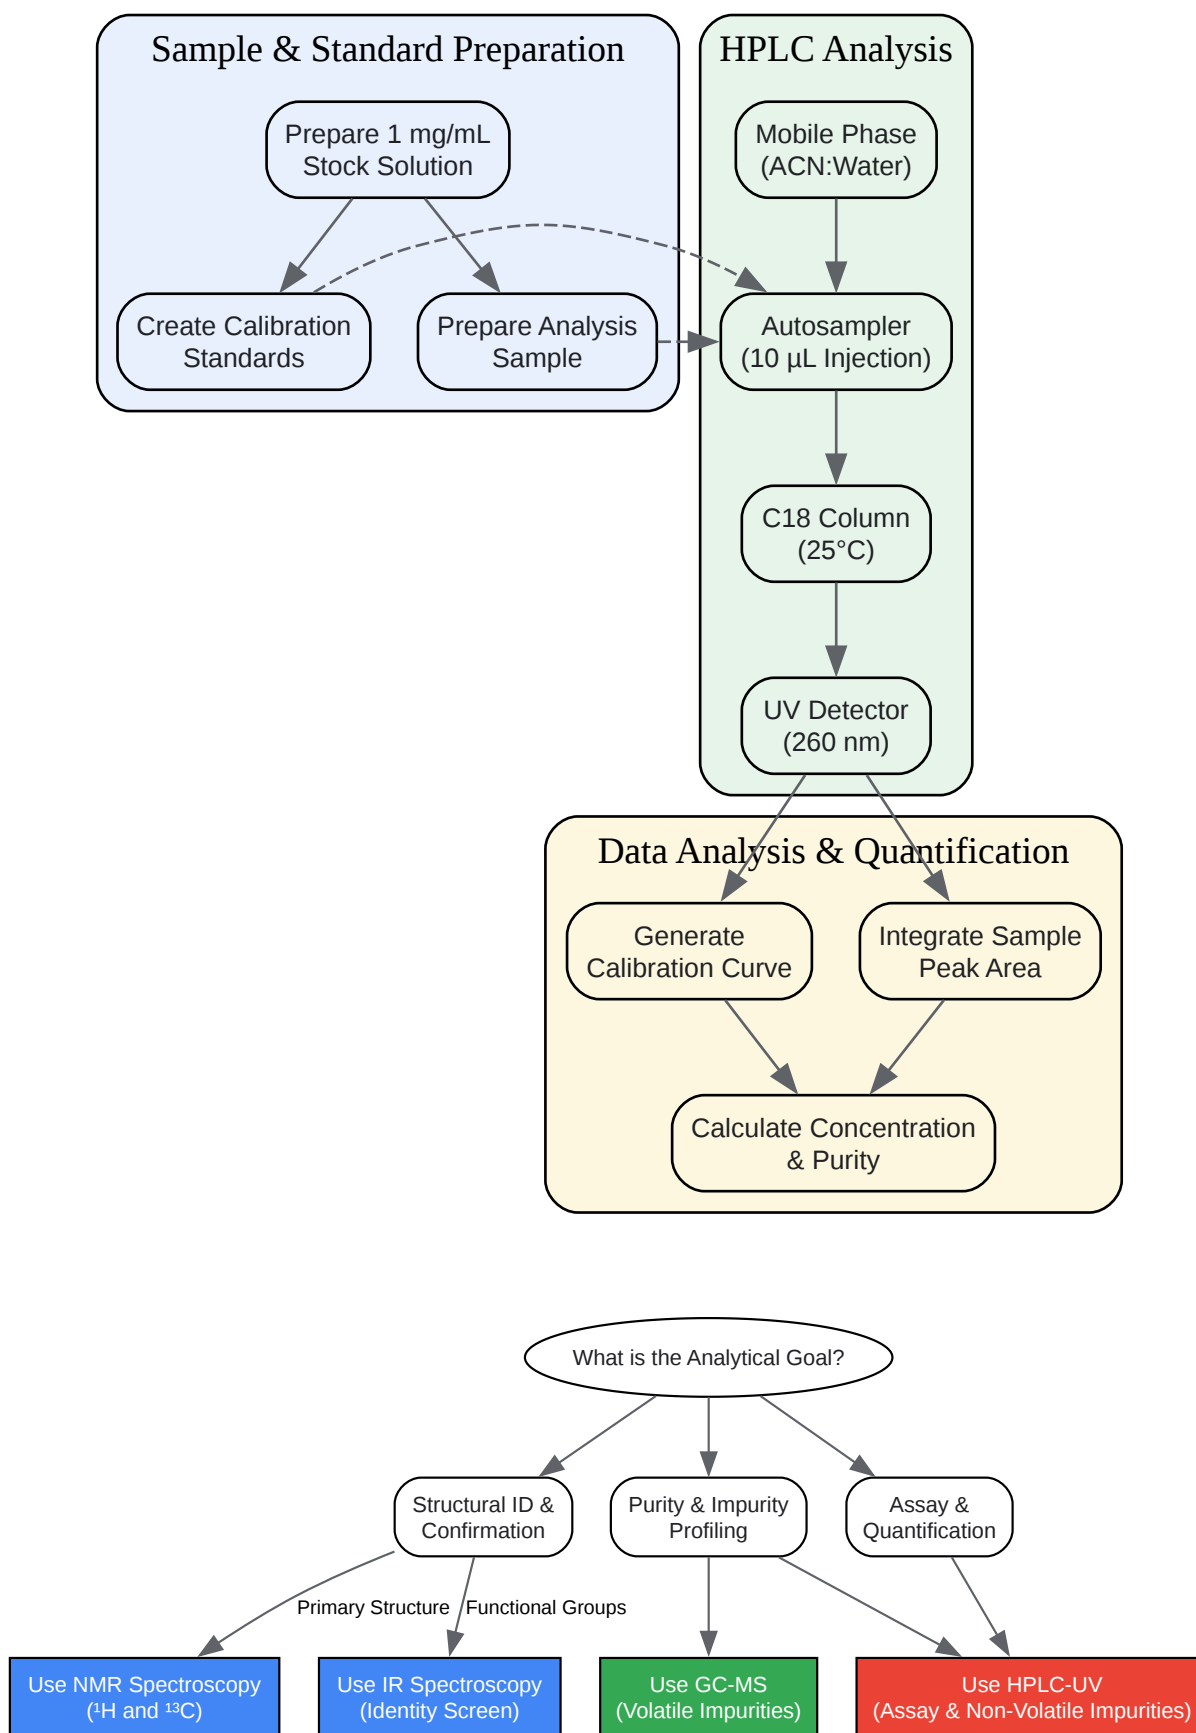 Sample & Standard Preparation
Prepare 1 mg/mL
Stock Solution
Create Calibration
Standards
Prepare Analysis
Sample
HPLC Analysis
Mobile Phase
(ACN:Water)
Autosampler
(10 µL Injection)
C18 Column
(25°C)
UV Detector
(260 nm)
Data Analysis & Quantification
Generate
Calibration Curve
Integrate Sample
Peak Area
Calculate Concentration
& Purity
What is the Analytical Goal?
Structural ID &
Confirmation
Purity & Impurity
Profiling
Assay &
Quantification
Primary Structure
Functional Groups
Use NMR Spectroscopy
(¹H and ¹³C)
Use IR Spectroscopy
(Identity Screen)
Use GC-MS
(Volatile Impurities)
Use HPLC-UV
(Assay & Non-Volatile Impurities)